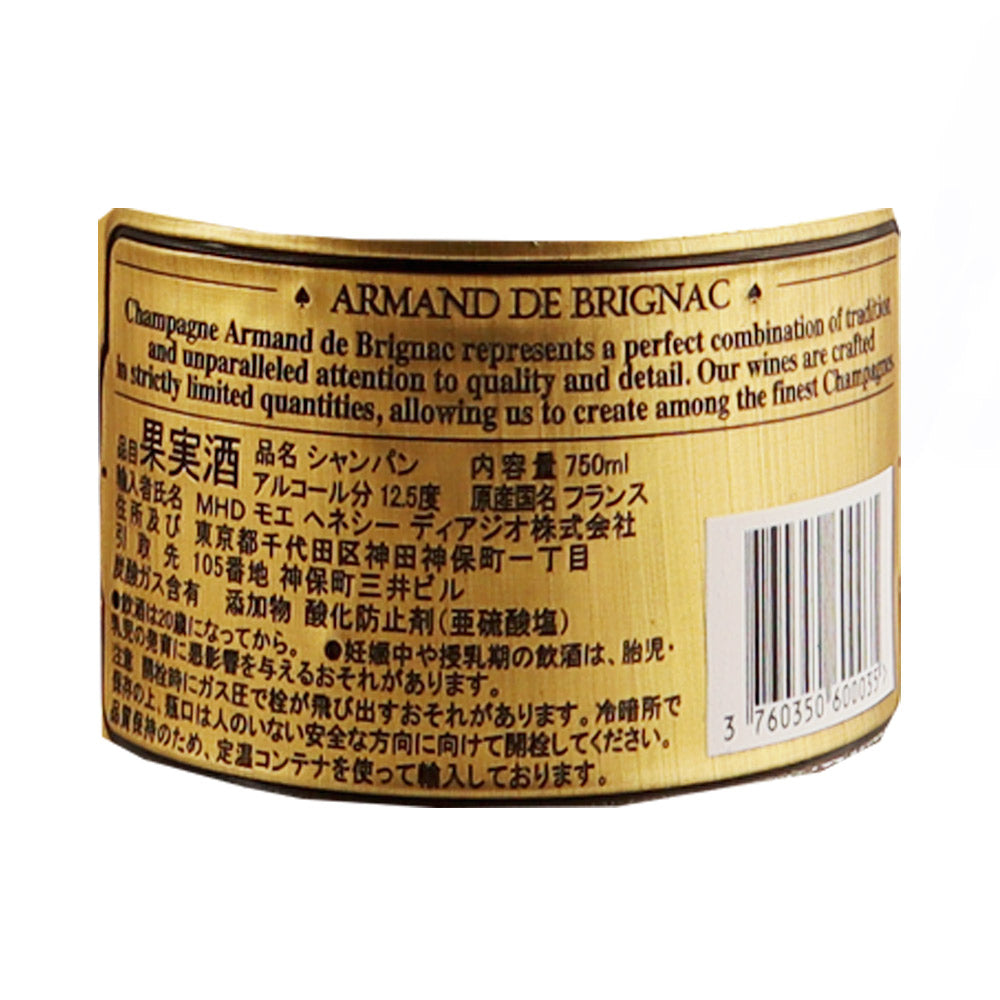 ♠ ARMAND DE BRIGNAC ♠
Champagne Armand de Brignac represents a perfect combination of tradition
and unparalleled attention to quality and detail. Our wines are crafted
in strictly limited quantities, allowing us to create among the finest Champagnes.
品目 果実酒 品名 シャンパン 内容量 750ml
アルコール分 12.5度 原産国名 フランス
輸入者氏名 MHD モエ ヘネシー ディアジオ株式会社
住所及び 東京都千代田区神田神保町一丁目
引取先 105番地 神保町三井ビル
炭酸ガス含有 添加物 酸化防止剤(亜硫酸塩)
●飲酒は20歳になってから。 ●妊娠中や授乳期の飲酒は、胎児・
乳児の発育に悪影響を与えるおそれがあります。
注意 開栓時にガス圧で栓が飛び出すおそれがあります。冷暗所で
保存の上、瓶口は人のいない安全な方向に向けて開栓してください。
品質保持のため、定温コンテナを使って輸入しております。
3 760350 600035